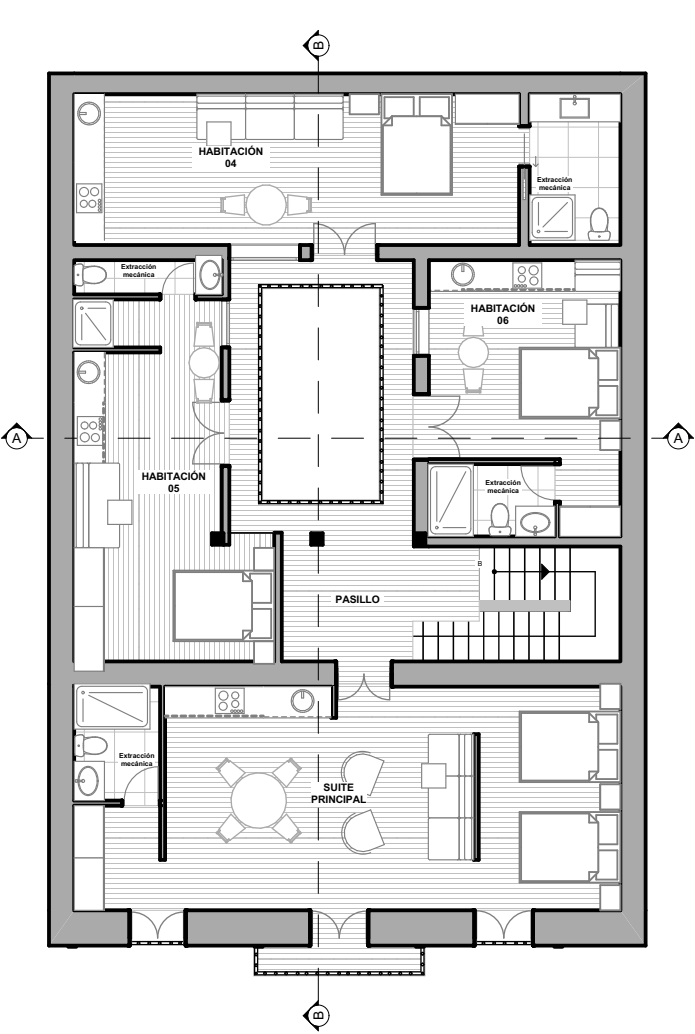 B
HABITACIÓN
04
Extracción
mecánica
Extracción
mecánica
HABITACIÓN
06
A
A
HABITACIÓN
05
Extracción
mecánica
B
PASILLO
Extracción
mecánica
SUITE
PRINCIPAL
B